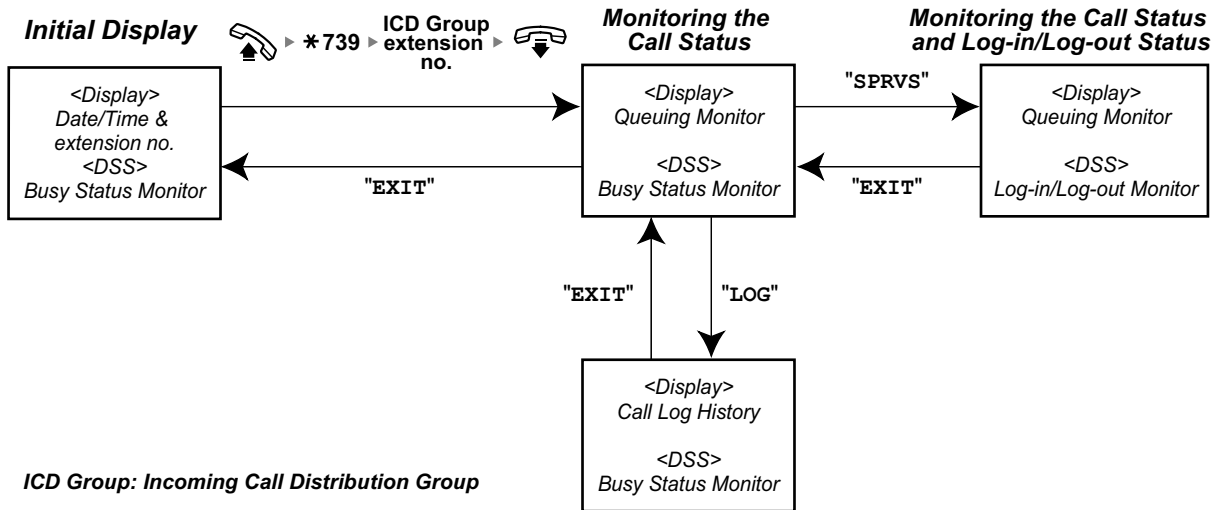 Initial Display
*739
ICD Group
extension
no.
Monitoring the
Call Status
Monitoring the Call Status
and Log-in/Log-out Status
<Display>
Date/Time &
extension no.
<DSS>
Busy Status Monitor
"EXIT"
<Display>
Queuing Monitor
<DSS>
Busy Status Monitor
"SPRVS"
"EXIT"
<Display>
Queuing Monitor
<DSS>
Log-in/Log-out Monitor
"EXIT"
"LOG"
<Display>
Call Log History
<DSS>
Busy Status Monitor
ICD Group: Incoming Call Distribution Group